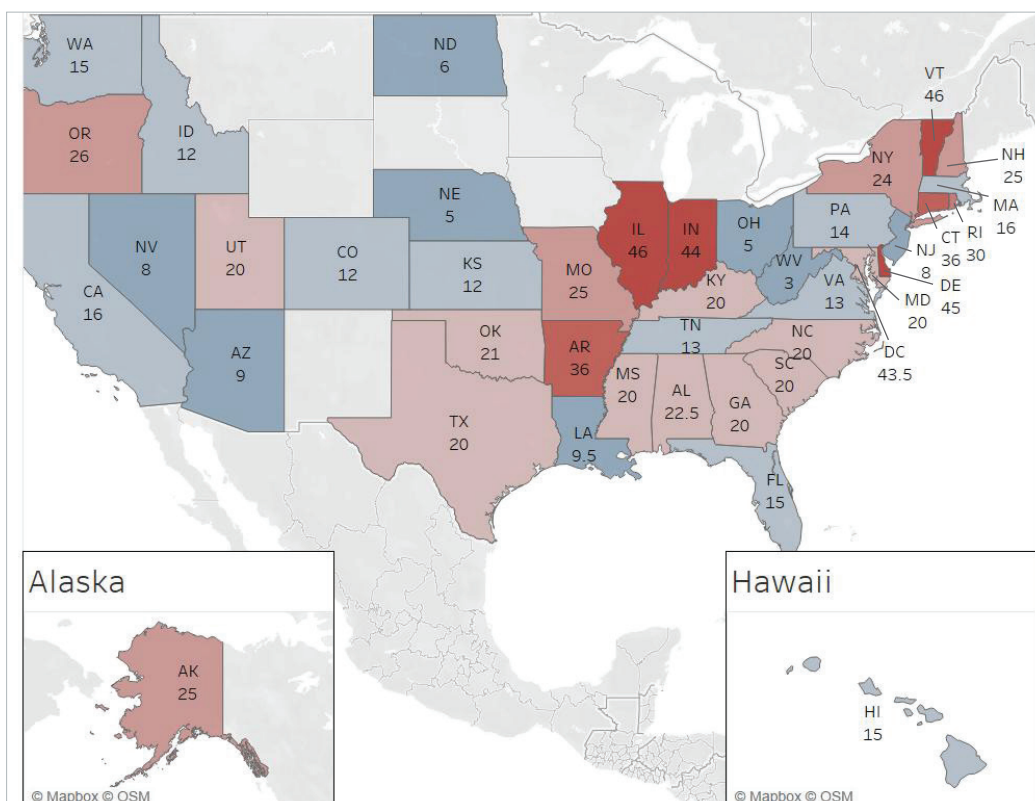 WA
15
ND
6
VT
46
OR
26
ID
12
NY
24
NH
25
NE
5
MA
16
NV
8
UT
20
CO
12
KS
12
IL
46
IN
44
OH
5
PA
14
NJ
8
CT
36
RI
30
CA
16
MO
25
KY
20
WV
3
VA
13
DE
45
MD
20
AZ
9
OK
21
AR
36
TN
13
NC
20
DC
43.5
SC
20
TX
20
MS
20
AL
22.5
GA
20
LA
9.5
FL
15
Alaska
AK
25
© Mapbox © OSM
Hawaii
HI
15
© Mapbox © OSM